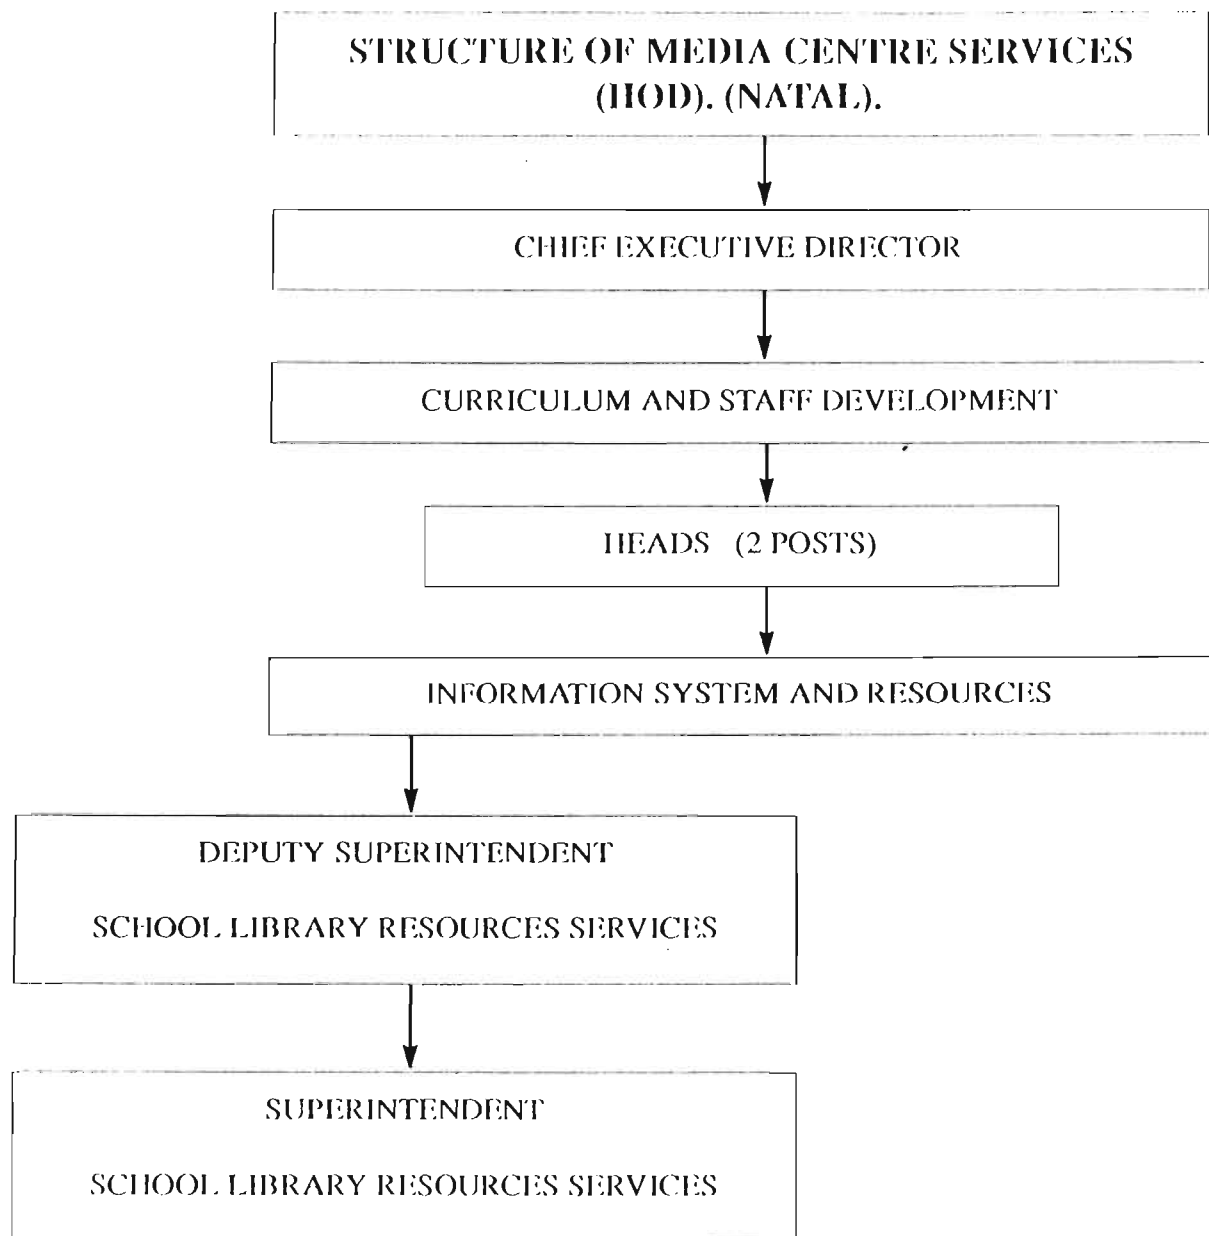 STRUCTURE OF MEDIA CENTRE SERVICES
(HOD). (NATAL).
CHIEF EXECUTIVE DIRECTOR
CURRICULUM AND STAFF DEVELOPMENT
HEADS (2 POSTS)
INFORMATION SYSTEM AND RESOURCES
DEPUTY SUPERINTENDENT
SCHOOL LIBRARY RESOURCES SERVICES
SUPERINTENDENT
SCHOOL LIBRARY RESOURCES SERVICES